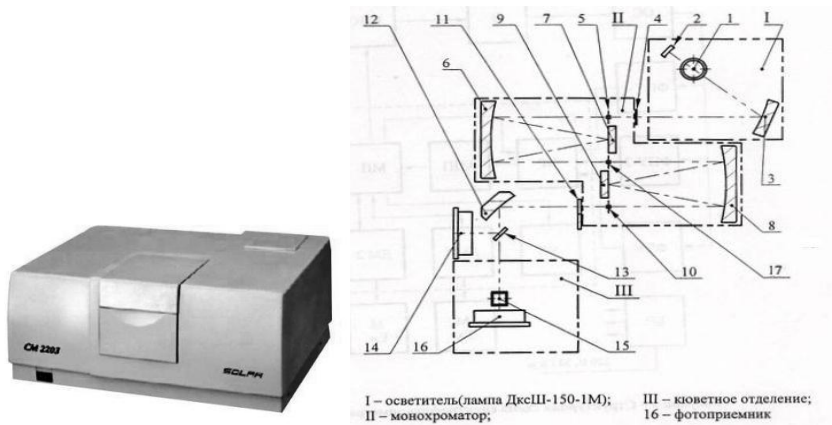 12 11 9 7 5 II 4 2 1 I
6
3
8
13 10 17
III
14 16 15
СМ 2203
SOLAR
I – осветитель(лампа ДксШ-150-1М);
II – монохроматор;
III – кюветное отделение;
16 – фотоприемник